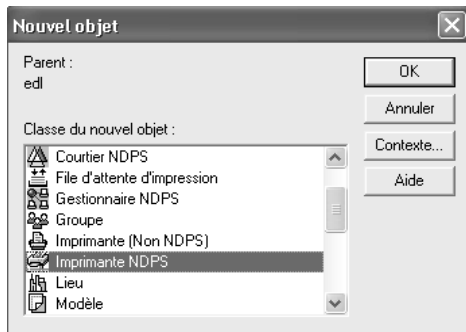 Nouvel objet
Parent :
edl
Classe du nouvel objet :
Courtier NDPS
File d'attente d'impression
Gestionnaire NDPS
Groupe
Imprimante (Non NDPS)
Imprimante NDPS
Lieu
Modèle
OK
Annuler
Contexte...
Aide